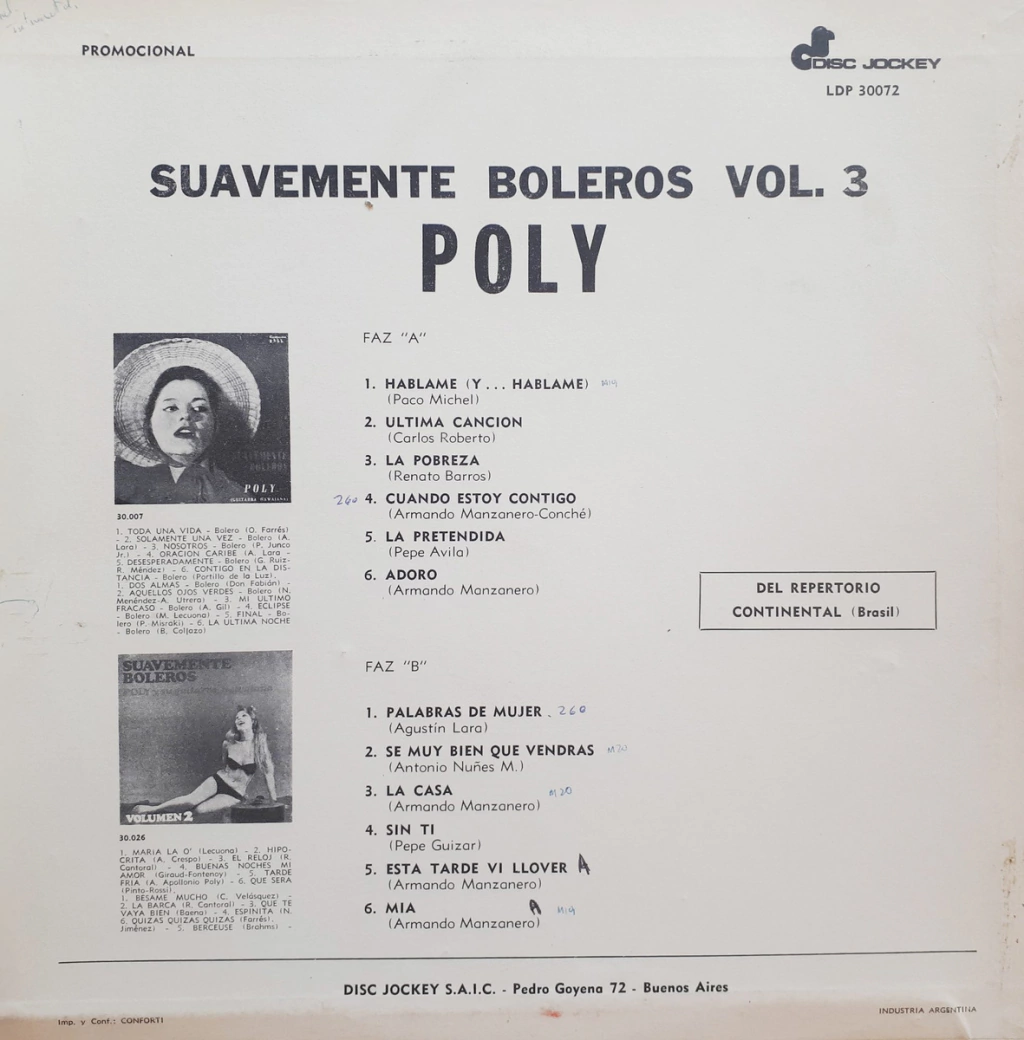 PROMOCIONAL
DISC JOCKEY
LDP 30072
SUAVEMENTE BOLEROS VOL. 3
POLY
SUAVEMENTE
BOLEROS
POLY
(GUITARRA HAWAIANA)
30.007
1. TODA UNA VIDA - Bolero (O. Farrés)
- 2. SOLAMENTE UNA VEZ - Bolero (A.
Lara) - 3. NOSOTROS - Bolero (P. Junco
Jr.) - 4. ORACION CARIBE (A. Lara -
5. DESESPERADAMENTE - Bolero (G. Ruiz-
R. Méndez) - 6. CONTIGO EN LA DIS-
TANCIA - Bolero (Portillo de la Luz).
1. DOS ALMAS - Bolero (Don Fabián) -
2. AQUELLOS OJOS VERDES - Bolero (N.
Menéndez-A. Utrera) - 3. MI ULTIMO
FRACASO - Bolero (A. Gil) - 4. ECLIPSE
- Bolero (M. Lecuona) - 5. FINAL - Bo-
lero (P. Misraki) - 6. LA ULTIMA NOCHE
- Bolero (B. Collazo)
SUAVEMENTE
BOLEROS
POLY y su guitarra hawaiana
VOLUMEN 2
30.026
1. MARIA LA O' (Lecuona) - 2. HIPO-
CRITA (A. Crespo) - 3. EL RELOJ (R.
Cantoral) - 4. BUENAS NOCHES MI
AMOR (Giraud-Fontenoy) - 5. TARDE
FRIA (A. Apollonio Poly) - 6. QUE SERA
(Pinto-Rossi).
1. BESAME MUCHO (C. Velásquez) -
2. LA BARCA (R. Cantoral) - 3. QUE TE
VAYA BIEN (Baena) - 4. ESPINITA (N.
6. QUIZAS QUIZAS QUIZAS (Farrés).
Jiménez) - 5. BERCEUSE (Brahms) -
FAZ "A"
1. HABLAME (Y... HABLAME) M19
(Paco Michel)
2. ULTIMA CANCION
(Carlos Roberto)
3. LA POBREZA
(Renato Barros)
260 4. CUANDO ESTOY CONTIGO
(Armando Manzanero-Conché)
5. LA PRETENDIDA
(Pepe Avila)
6. ADORO
(Armando Manzanero)
DEL REPERTORIO
CONTINENTAL (Brasil)
FAZ "B"
1. PALABRAS DE MUJER . 260
(Agustín Lara)
2. SE MUY BIEN QUE VENDRAS M20
(Antonio Nuñes M.)
3. LA CASA M20
(Armando Manzanero)
4. SIN TI
(Pepe Guizar)
5. ESTA TARDE VI LLOVER A
(Armando Manzanero)
6. MIA A M19
(Armando Manzanero)
DISC JOCKEY S.A.I.C. - Pedro Goyena 72 - Buenos Aires
Imp. y Conf.: CONFORTI
INDUSTRIA ARGENTINA